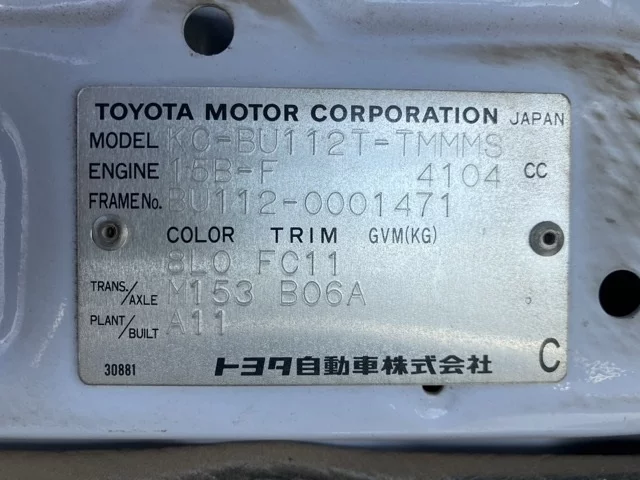 TOYOTA MOTOR CORPORATION JAPAN
MODEL KC-BU112T-TMMMS
ENGINE 15B-F 4104 CC
FRAME No. BU112-0001471
COLOR TRIM GVM(KG)
8L0 FC11
TRANS./AXLE M153 B06A
PLANT/BUILT A11
30881 トヨタ自動車株式会社 C